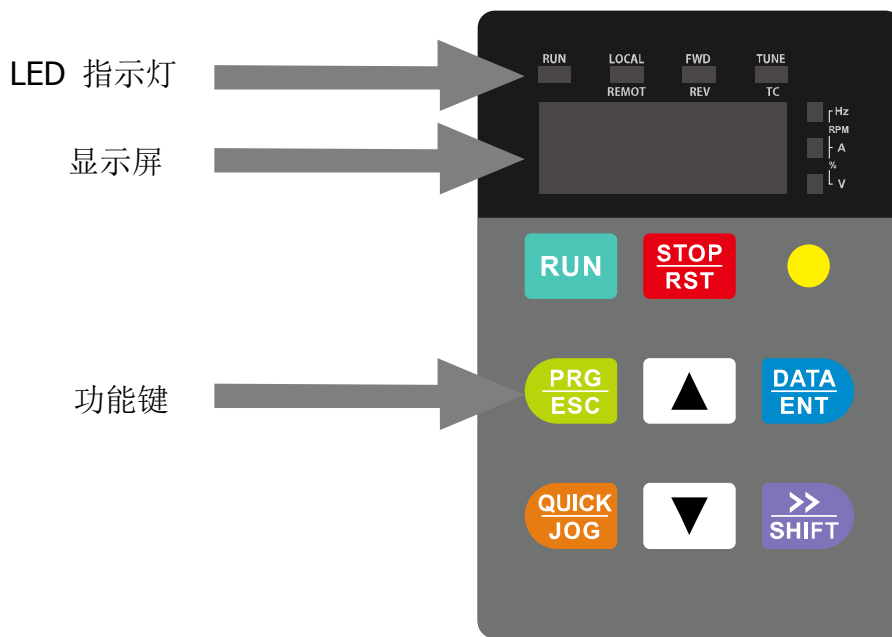 LED 指示灯
显示屏
功能键
RUN LOCAL FWD TUNE
REMOT REV TC
Hz
RPM
A
%
V
RUN
STOP
RST
PRG
ESC
DATA
ENT
QUICK
JOG
>>
SHIFT